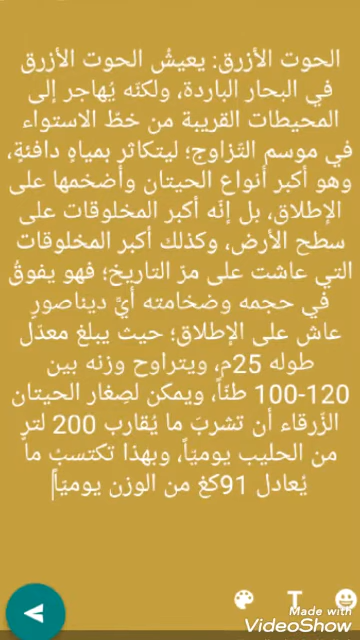 الحوت الأزرق: يعيشُ الحوت الأزرق
في البحار الباردة، ولكنّه يُهاجر إلى
المحيطات القريبة من خطّ الاستواء
في موسم التّزاوج؛ ليتكاثر بمياهٍ دافئةٍ،
وهو أكبر أنواع الحيتان وأضخمها على
الإطلاق، بل إنّه أكبر المخلوقات على
سطح الأرض، وكذلك أكبر المخلوقات
التي عاشت على مرّ التاريخ؛ فهو يفوقُ
في حجمه وضخامته أيَّ ديناصورٍ
عاش على الإطلاق؛ حيث يبلغ معدّل
طوله 25م، ويتراوح وزنه بين
100-120 طنّاً، ويمكن لصِغار الحيتان
الزّرقاء أن تشربَ ما يُقارب 200 لترٍ
من الحليب يوميّاً، وبهذا تكتسبُ ما
يُعادل 91كغ من الوزن يوميّاً
T
Made with
VideoShow